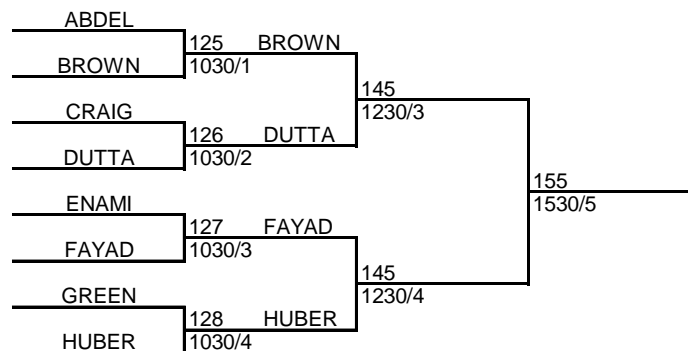 ABDEL
125 BROWN
BROWN 1030/1
145
CRAIG 1230/3
126 DUTTA
DUTTA 1030/2
155
ENAMI 1530/5
127 FAYAD
FAYAD 1030/3
145
GREEN 1230/4
128 HUBER
HUBER 1030/4